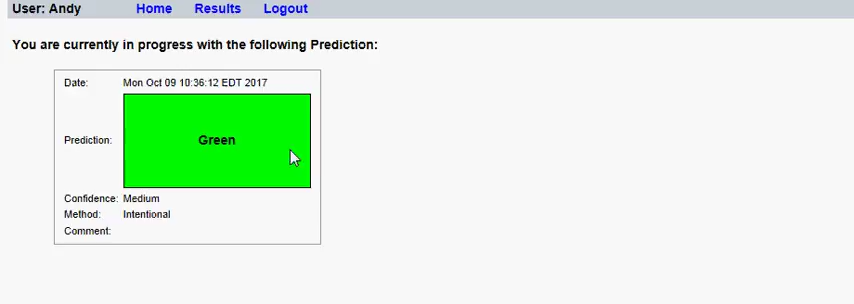 User: Andy Home Results Logout
You are currently in progress with the following Prediction:
Date: Mon Oct 09 10:36:12 EDT 2017
Prediction: Green
Confidence: Medium
Method: Intentional
Comment: